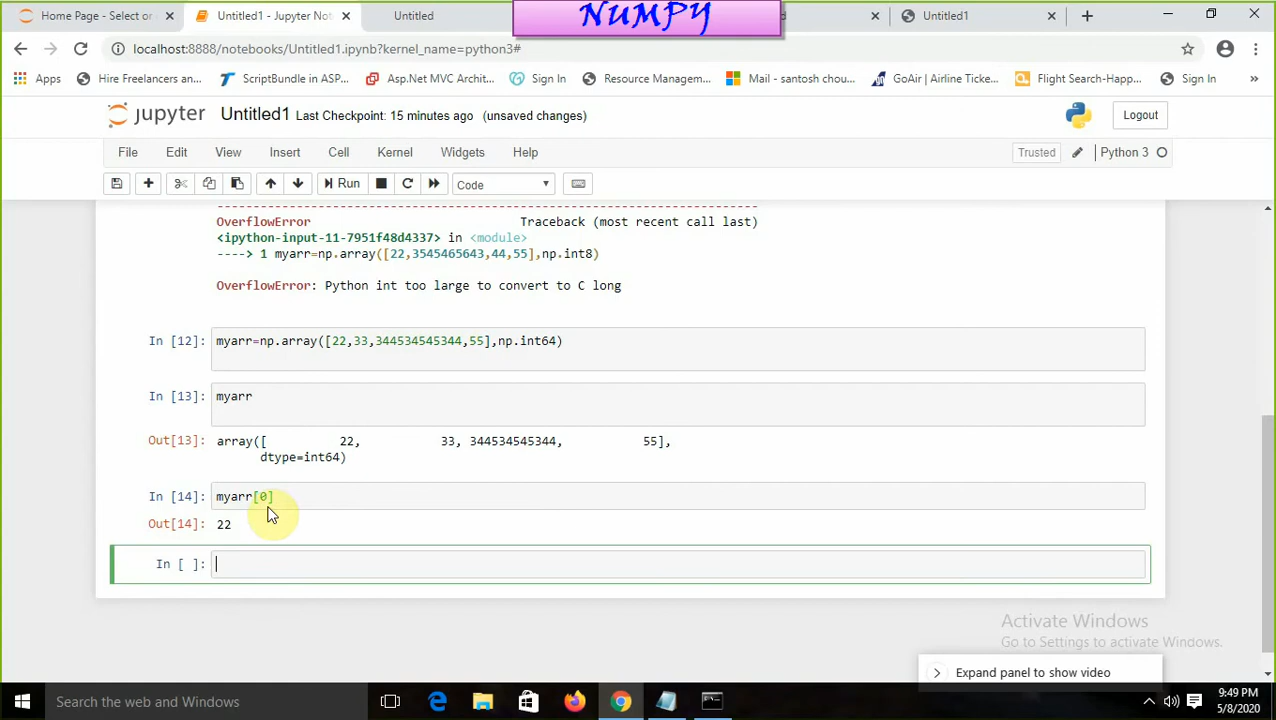 NUMPY
Home Page - Select or
Untitled1 - Jupyter Not
Untitled
d
Untitled1
localhost:8888/notebooks/Untitled1.ipynb?kernel_name=python3#
Apps
Hire Freelancers an...
ScriptBundle in ASP...
Asp.Net MVC Archit...
Sign In
Resource Managem...
Mail - santosh chou...
GoAir | Airline Ticke...
Flight Search-Happ...
Sign In
»
jupyter Untitled1 Last Checkpoint: 15 minutes ago (unsaved changes)
Logout
File Edit View Insert Cell Kernel Widgets Help
Trusted
Python 3
Run
Code
OverflowError Traceback (most recent call last)
<ipython-input-11-7951f48d4337> in <module>
----> 1 myarr=np.array([22,3545465643,44,55],np.int8)
OverflowError: Python int too large to convert to C long
In [12]: myarr=np.array([22,33,344534545344,55],np.int64)
In [13]: myarr
Out[13]: array([ 22, 33, 344534545344, 55],
dtype=int64)
In [14]: myarr[0]
Out[14]: 22
In [ ]:
Activate Windows
Go to Settings to activate Windows.
Expand panel to show video
Search the web and Windows
9:49 PM
5/8/2020